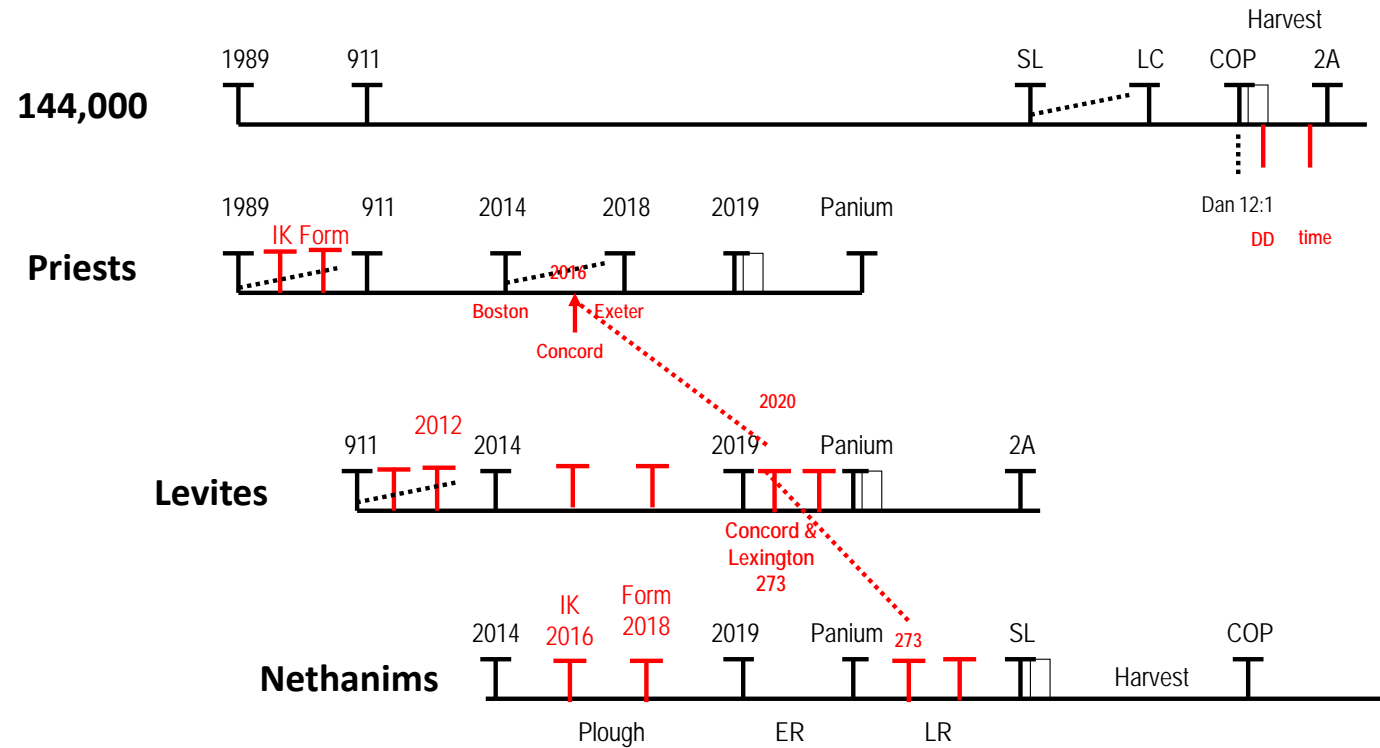 Harvest
1989 911 SL LC COP 2A
144,000
Dan 12:1
DD time
1989 911 2014 2018 2019 Panium
IK Form
Priests
2016
Boston Exeter
Concord
2020
2012
911 2014 2019 Panium 2A
Levites
Concord &
Lexington
273
IK Form
2016 2018
2014 2019 Panium 273 SL COP
Nethanims
Harvest
Plough ER LR